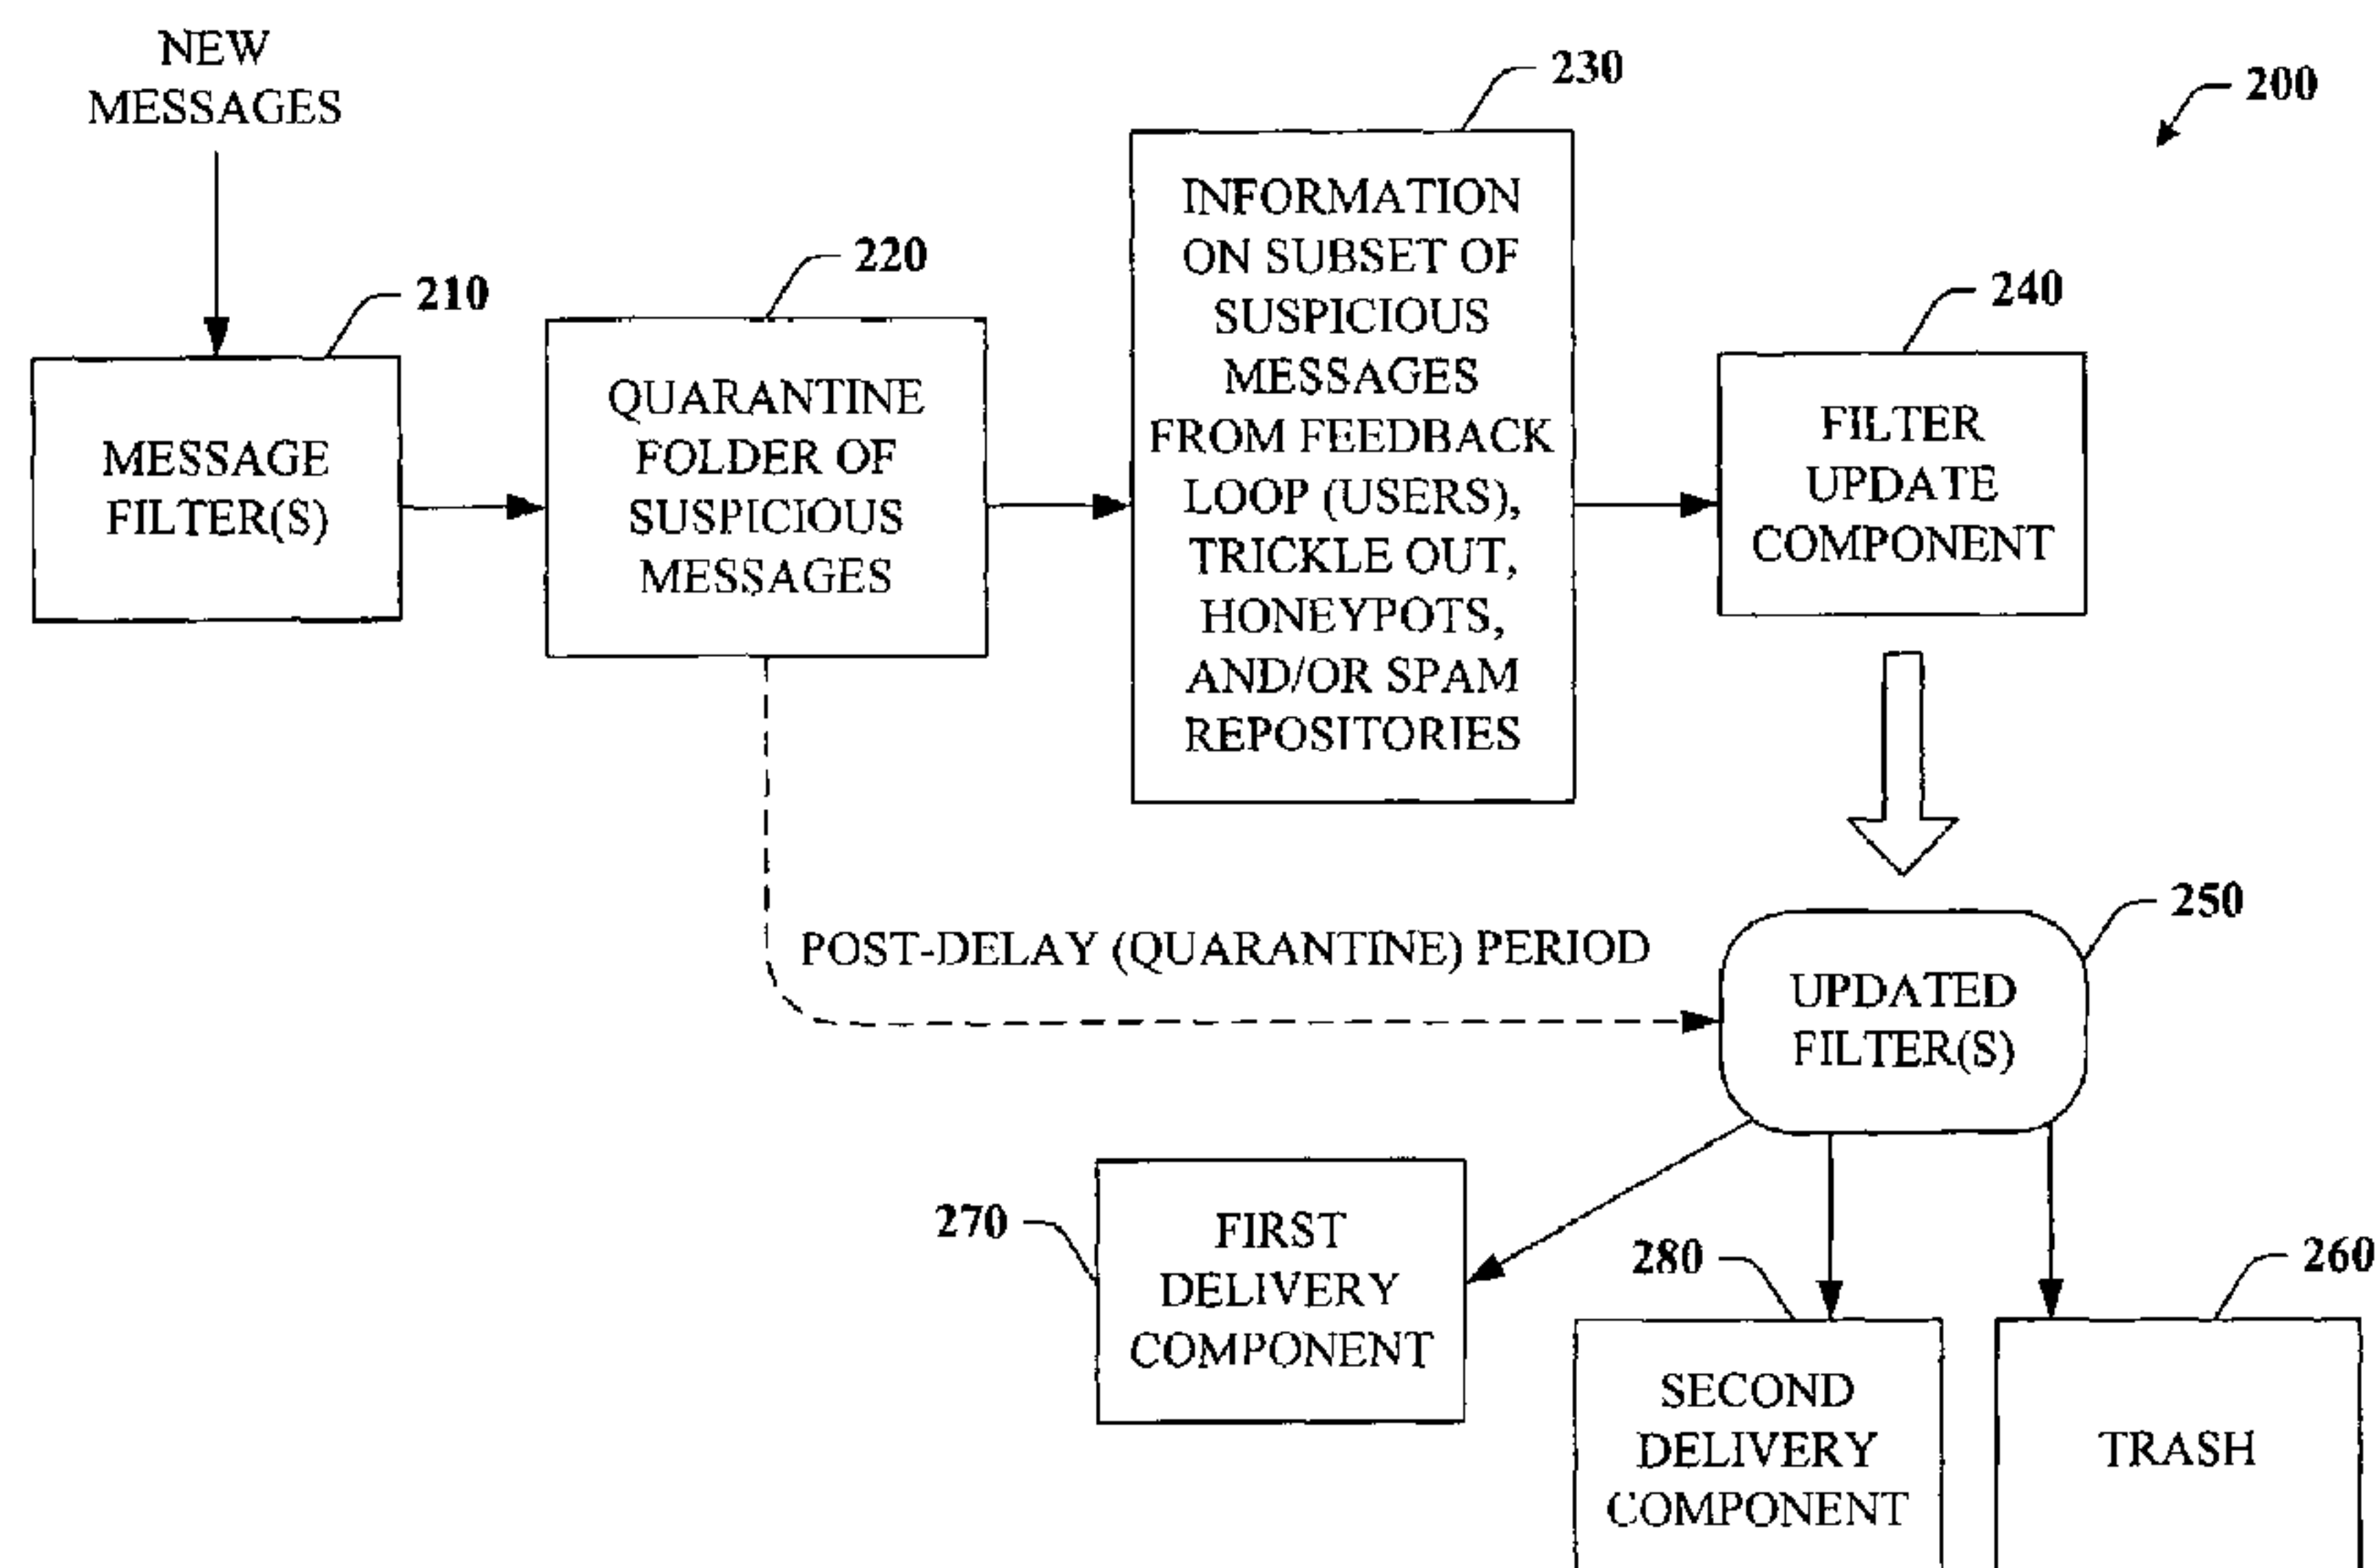 NEW
MESSAGES
230
200
220
210
240
INFORMATION
ON SUBSET OF
SUSPICIOUS
MESSAGES
FROM FEEDBACK
LOOP (USERS),
TRICKLE OUT,
HONEYPOTS,
AND/OR SPAM
REPOSITORIES
MESSAGE
FILTER(S)
QUARANTINE
FOLDER OF
SUSPICIOUS
MESSAGES
FILTER
UPDATE
COMPONENT
250
POST-DELAY (QUARANTINE) PERIOD
UPDATED
FILTER(S)
270
FIRST
DELIVERY
COMPONENT
280
260
SECOND
DELIVERY
COMPONENT
TRASH